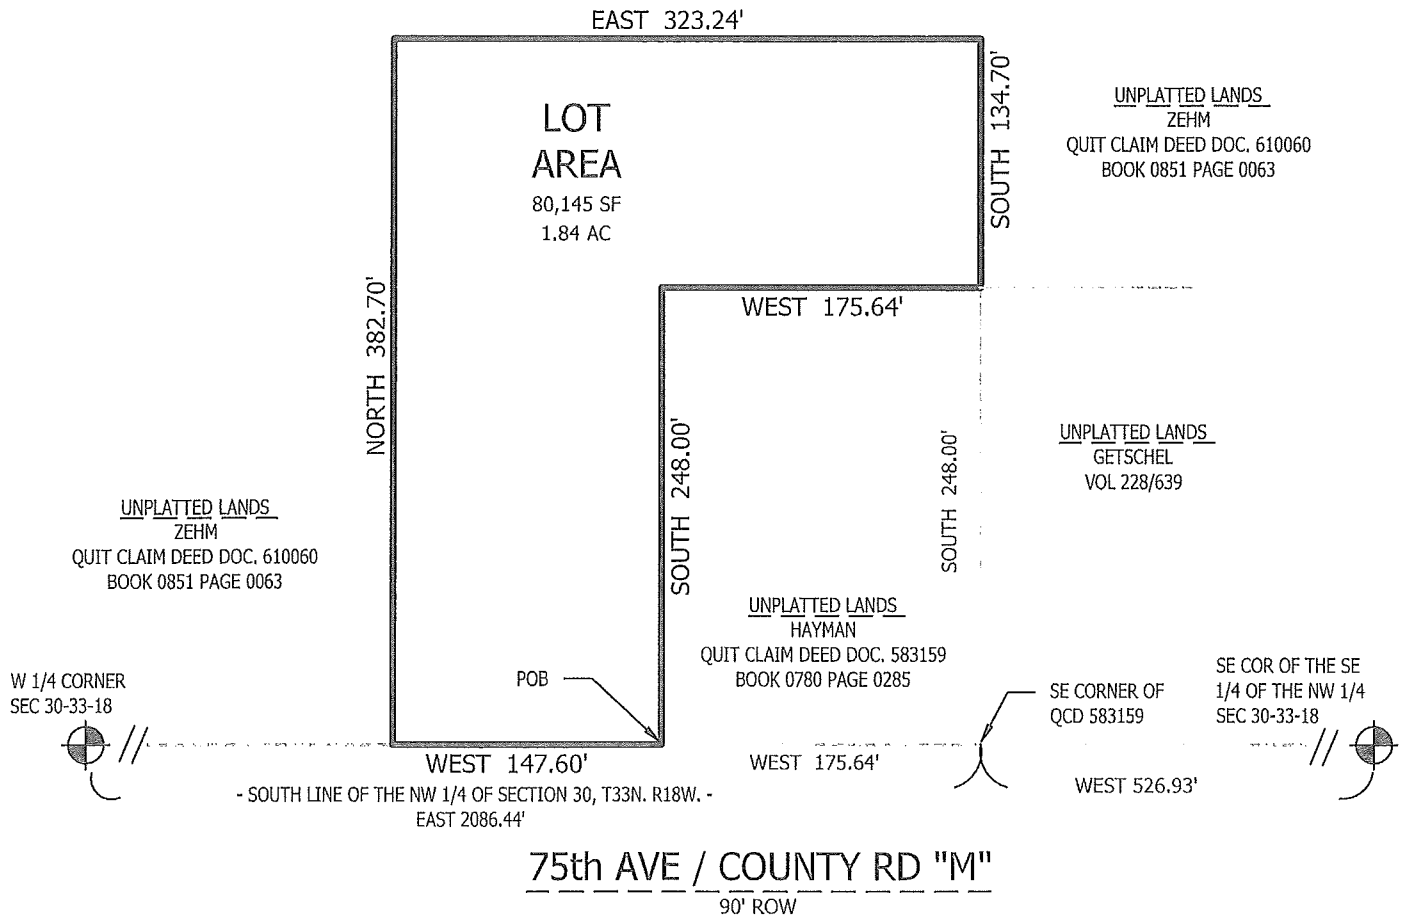 EAST 323.24'
LOT
AREA
80,145 SF
1.84 AC
SOUTH 134.70'
UNPLATTED LANDS
ZEHM
QUIT CLAIM DEED DOC. 610060
BOOK 0851 PAGE 0063
WEST 175.64'
NORTH 382.70'
SOUTH 248.00'
SOUTH 248.00'
UNPLATTED LANDS
GETSCHEL
VOL 228/639
UNPLATTED LANDS
ZEHM
QUIT CLAIM DEED DOC. 610060
BOOK 0851 PAGE 0063
UNPLATTED LANDS
HAYMAN
QUIT CLAIM DEED DOC. 583159
BOOK 0780 PAGE 0285
W 1/4 CORNER
SEC 30-33-18
POB
SE CORNER OF
QCD 583159
SE COR OF THE SE
1/4 OF THE NW 1/4
SEC 30-33-18
WEST 147.60'
WEST 175.64'
WEST 526.93'
- SOUTH LINE OF THE NW 1/4 OF SECTION 30, T33N. R18W. -
EAST 2086.44'
75th AVE / COUNTY RD "M"
90' ROW